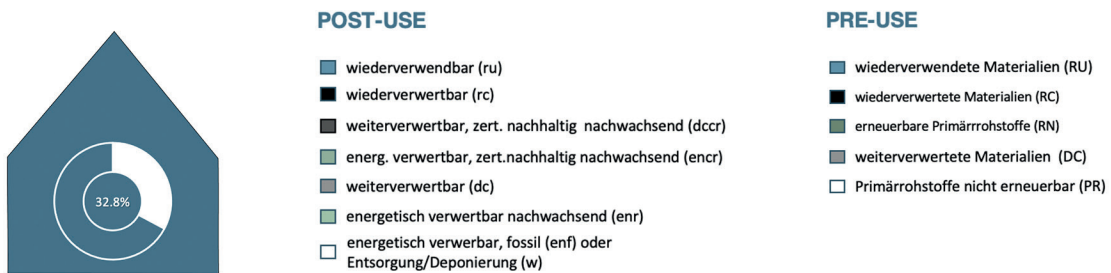 32.8%
POST-USE
wiederverwendbar (ru)
wiederverwertbar (rc)
weiterverwertbar, zert. nachhaltig nachwachsend (dccr)
energ. verwertbar, zert.nachhaltig nachwachsend (encr)
weiterverwertbar (dc)
energetisch verwertbar nachwachsend (enr)
energetisch verwerbar, fossil (enf) oder
Entsorgung/Deponierung (w)
PRE-USE
wiederverwendete Materialien (RU)
wiederverwertete Materialien (RC)
erneuerbare Primärrrohstoffe (RN)
weiterverwertete Materialien (DC)
Primärrohstoffe nicht erneuerbar (PR)